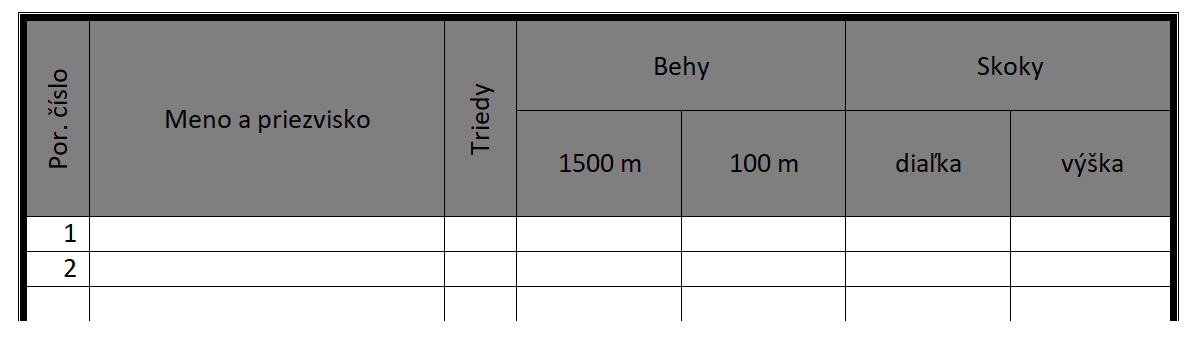 Por. číslo
Meno a priezvisko
Triedy
Behy
Skoky
1500 m
100 m
diaľka
výška
1
2